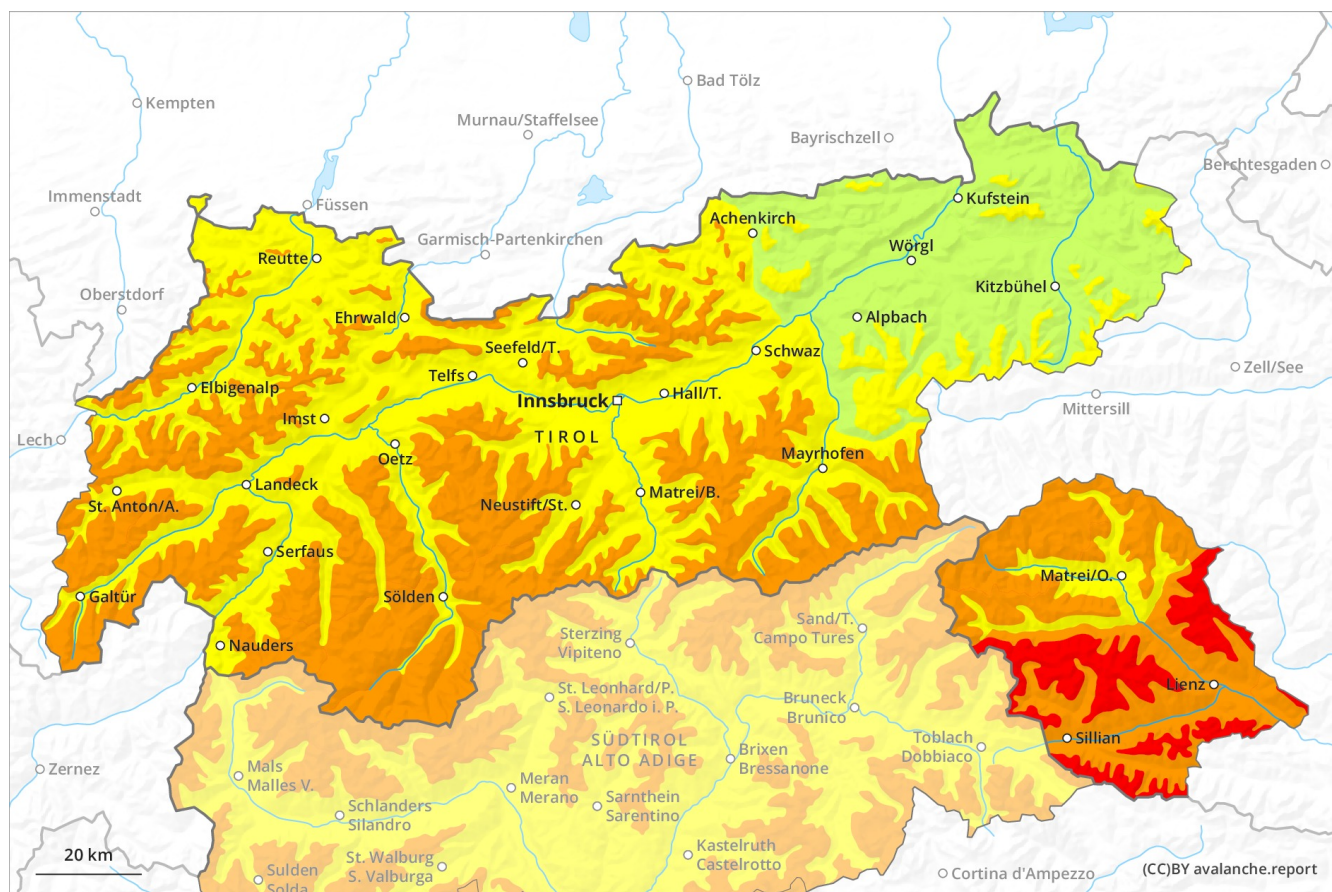 Kempten
Bad Tölz
Murnau/Staffelsee
Bayrischzell
Berchtesgaden
Immenstadt
Füssen
Kufstein
Achenkirch
Garmisch-Partenkirchen
Wörgl
Reutte
Kitzbühel
Oberstdorf
Ehrwald
Alpbach
Seefeld/T.
Schwaz
Zell/See
Telfs
Elbigenalp
Innsbruck
Hall/T.
Mittersill
Imst
Lech
TIROL
Oetz
Mayrhofen
Landeck
St. Anton/A.
Neustift/St.
Matrei/B.
Serfaus
Matrei/O.
Galtür
Sölden
Sterzing
Vipiteno
Sand/T.
Campo Tures
Nauders
St. Leonhard/P.
S. Leonardo i. P.
Bruneck
Brunico
Lienz
SÜDTIROL
ALTO ADIGE
Toblach
Dobbiaco
Sillian
Brixen
Bressanone
Zernez
Mals
Malles V.
Meran
Merano
Sarnthein
Sarentino
Schlanders
Silandro
20 km
St. Walburg
S. Valburga
Kastelruth
Castelrotto
Sulden
Solda
Cortina d'Ampezzo
(CC)BY avalanche.report